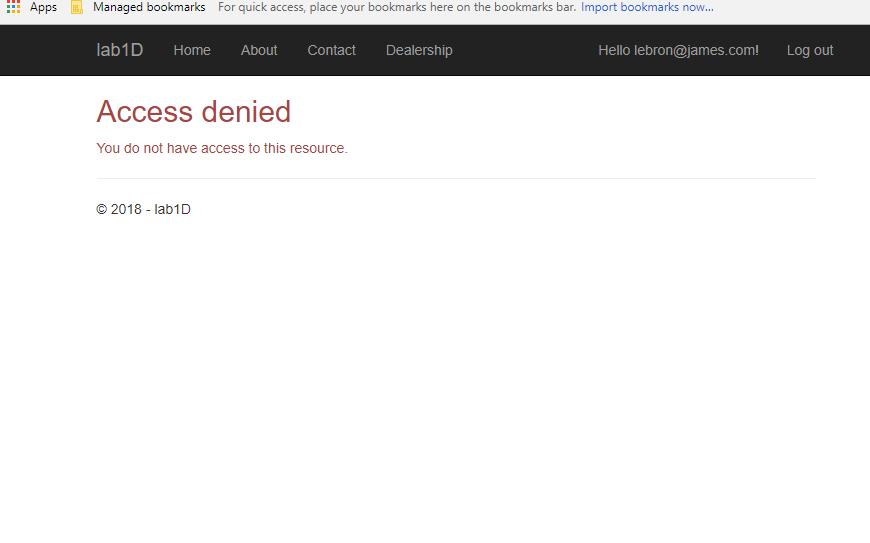 Apps Managed bookmarks For quick access, place your bookmarks here on the bookmarks bar. Import bookmarks now...
lab1D Home About Contact Dealership Hello lebron@james.com! Log out
Access denied
You do not have access to this resource.
© 2018 - lab1D